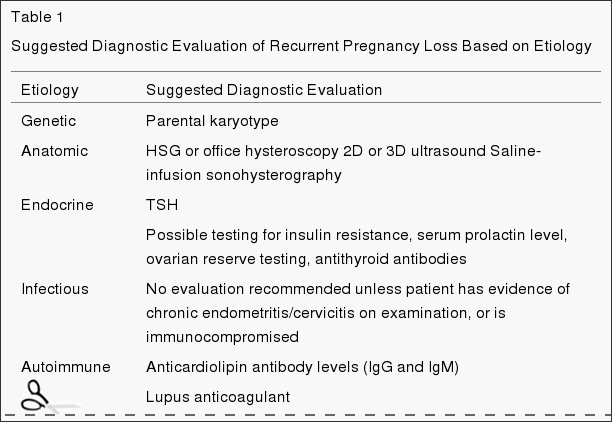 Table 1
Suggested Diagnostic Evaluation of Recurrent Pregnancy Loss Based on Etiology
Etiology Suggested Diagnostic Evaluation
Genetic Parental karyotype
Anatomic HSG or office hysteroscopy 2D or 3D ultrasound Saline-
infusion sonohysterography
Endocrine TSH
Possible testing for insulin resistance, serum prolactin level,
ovarian reserve testing, antithyroid antibodies
Infectious No evaluation recommended unless patient has evidence of
chronic endometritis/cervicitis on examination, or is
immunocompromised
Autoimmune Anticardiolipin antibody levels (IgG and IgM)
Lupus anticoagulant